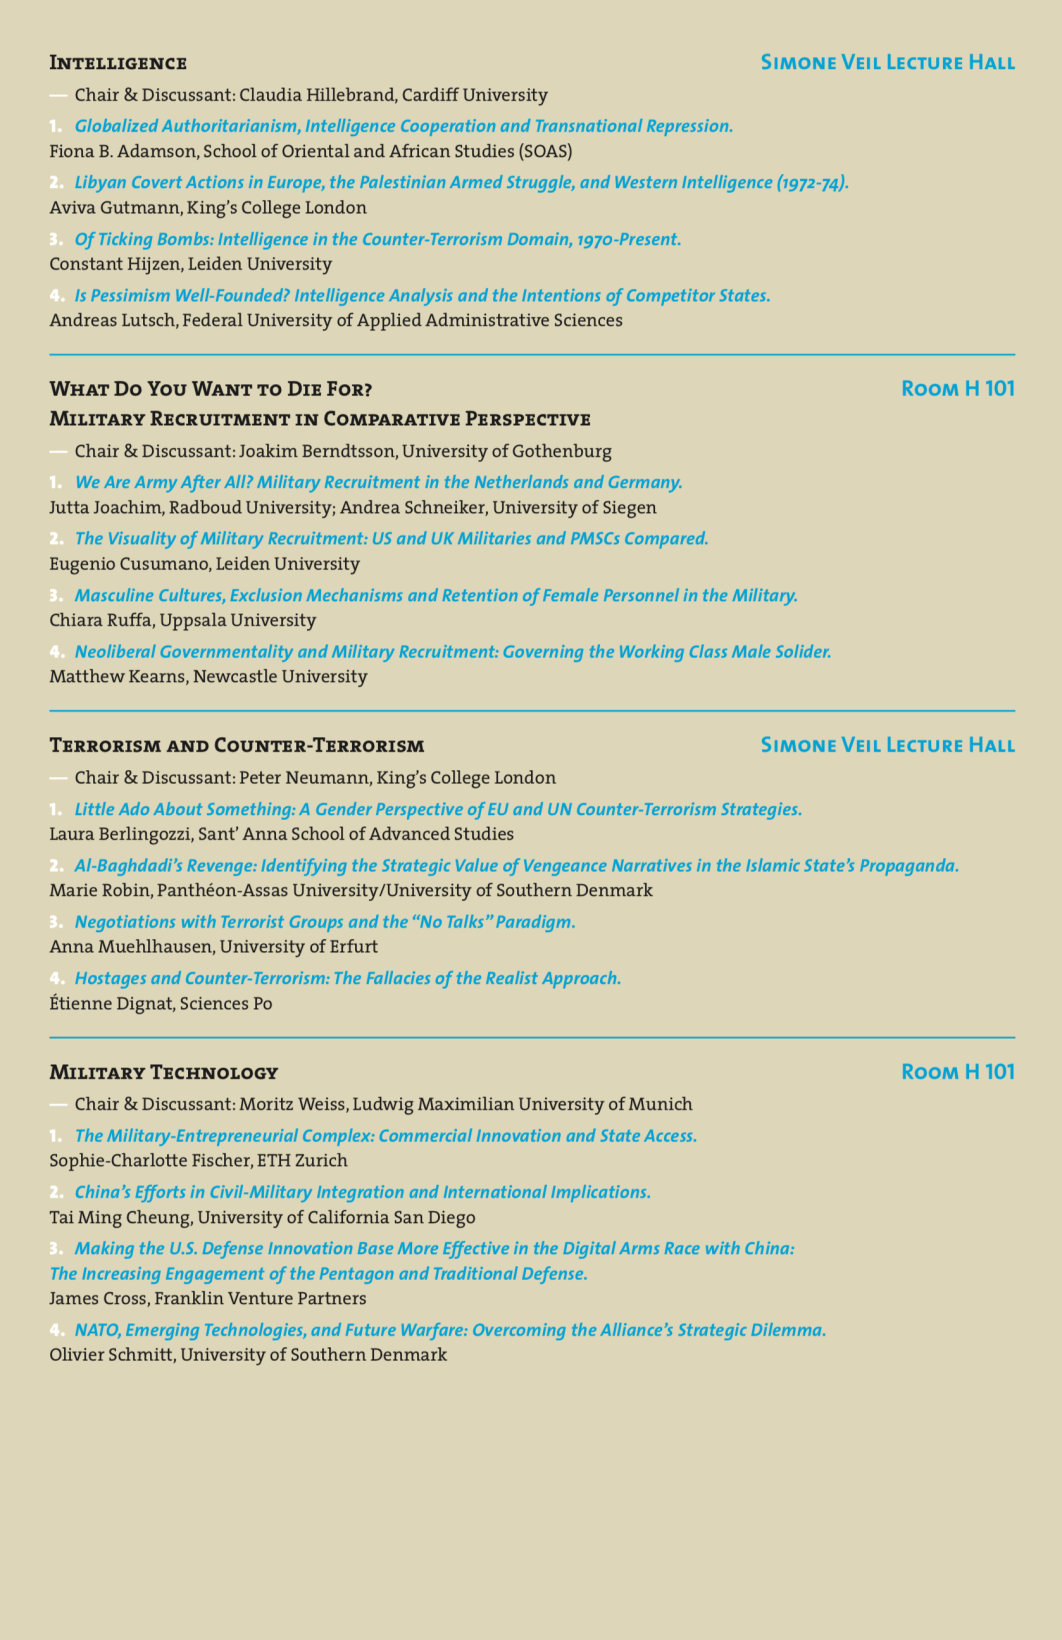 Intelligence Simone Veil Lecture Hall
— Chair & Discussant: Claudia Hillebrand, Cardiff University
1. Globalized Authoritarianism, Intelligence Cooperation and Transnational Repression.
Fiona B. Adamson, School of Oriental and African Studies (SOAS)
2. Libyan Covert Actions in Europe, the Palestinian Armed Struggle, and Western Intelligence (1972-74).
Aviva Gutmann, King’s College London
3. Of Ticking Bombs: Intelligence in the Counter-Terrorism Domain, 1970-Present.
Constant Hijzen, Leiden University
4. Is Pessimism Well-Founded? Intelligence Analysis and the Intentions of Competitor States.
Andreas Lutsch, Federal University of Applied Administrative Sciences
What Do You Want to Die For? Room H 101
Military Recruitment in Comparative Perspective
— Chair & Discussant: Joakim Berndtsson, University of Gothenburg
1. We Are Army After All? Military Recruitment in the Netherlands and Germany.
Jutta Joachim, Radboud University; Andrea Schneiker, University of Siegen
2. The Visuality of Military Recruitment: US and UK Militaries and PMSCs Compared.
Eugenio Cusumano, Leiden University
3. Masculine Cultures, Exclusion Mechanisms and Retention of Female Personnel in the Military.
Chiara Ruffa, Uppsala University
4. Neoliberal Governmentality and Military Recruitment: Governing the Working Class Male Solider.
Matthew Kearns, Newcastle University
Terrorism and Counter-Terrorism Simone Veil Lecture Hall
— Chair & Discussant: Peter Neumann, King’s College London
1. Little Ado About Something: A Gender Perspective of EU and UN Counter-Terrorism Strategies.
Laura Berlingozzi, Sant’ Anna School of Advanced Studies
2. Al-Baghdadi’s Revenge: Identifying the Strategic Value of Vengeance Narratives in the Islamic State’s Propaganda.
Marie Robin, Panthéon-Assas University/University of Southern Denmark
3. Negotiations with Terrorist Groups and the “No Talks” Paradigm.
Anna Muehlhausen, University of Erfurt
4. Hostages and Counter-Terrorism: The Fallacies of the Realist Approach.
Étienne Dignat, Sciences Po
Military Technology Room H 101
— Chair & Discussant: Moritz Weiss, Ludwig Maximilian University of Munich
1. The Military-Entrepreneurial Complex: Commercial Innovation and State Access.
Sophie-Charlotte Fischer, ETH Zurich
2. China’s Efforts in Civil-Military Integration and International Implications.
Tai Ming Cheung, University of California San Diego
3. Making the U.S. Defense Innovation Base More Effective in the Digital Arms Race with China:
The Increasing Engagement of the Pentagon and Traditional Defense.
James Cross, Franklin Venture Partners
4. NATO, Emerging Technologies, and Future Warfare: Overcoming the Alliance’s Strategic Dilemma.
Olivier Schmitt, University of Southern Denmark